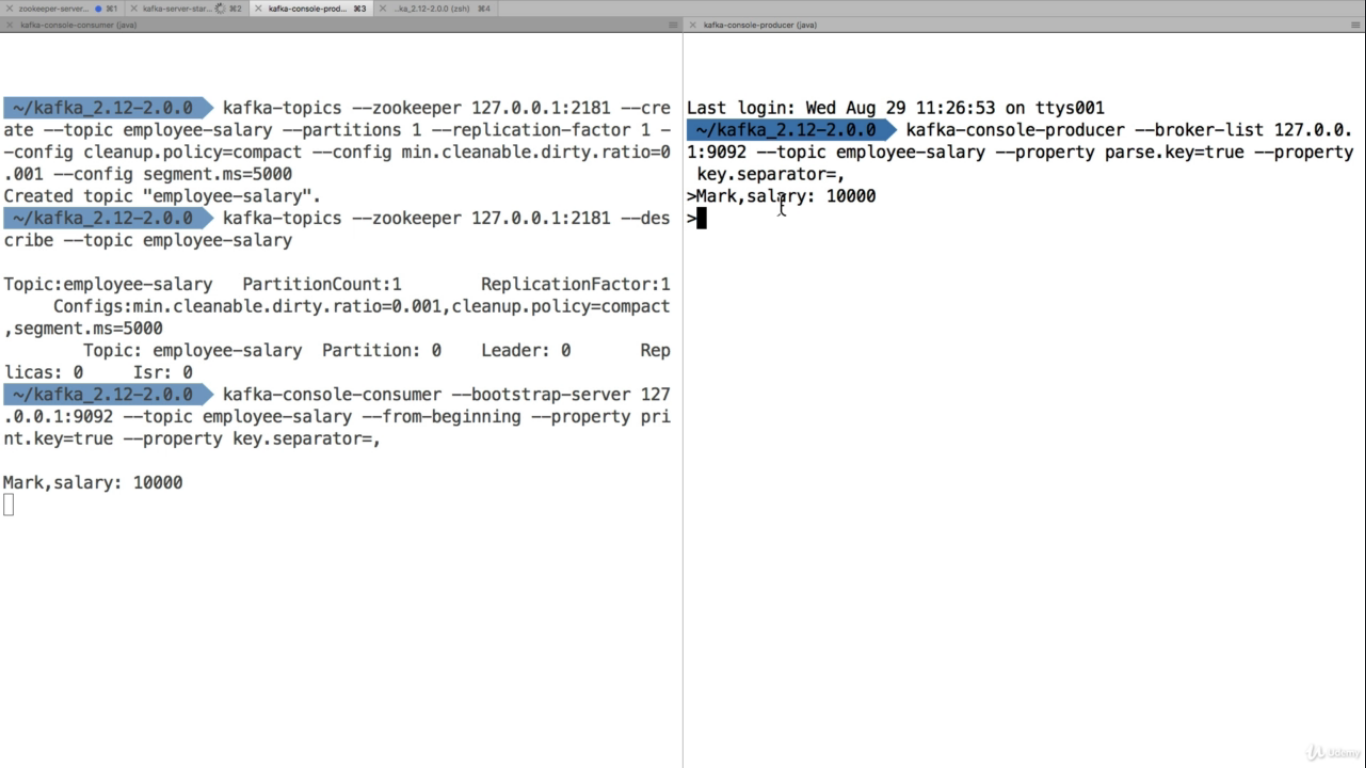 zookeeper-server... ⌘1
kafka-server-star... ⌘2
kafka-console-prod... ⌘3
..ka_2.12-2.0.0 (zsh) ⌘4
kafka-console-consumer (java)
~/kafka_2.12-2.0.0 kafka-topics --zookeeper 127.0.0.1:2181 --cre
ate --topic employee-salary --partitions 1 --replication-factor 1 -
-config cleanup.policy=compact --config min.cleanable.dirty.ratio=0
.001 --config segment.ms=5000
Created topic "employee-salary".
~/kafka_2.12-2.0.0 kafka-topics --zookeeper 127.0.0.1:2181 --des
cribe --topic employee-salary
Topic:employee-salary PartitionCount:1 ReplicationFactor:1
Configs:min.cleanable.dirty.ratio=0.001,cleanup.policy=compact
,segment.ms=5000
Topic: employee-salary Partition: 0 Leader: 0 Rep
licas: 0 Isr: 0
~/kafka_2.12-2.0.0 kafka-console-consumer --bootstrap-server 127
.0.0.1:9092 --topic employee-salary --from-beginning --property pri
nt.key=true --property key.separator=,
Mark,salary: 10000
kafka-console-producer (java)
Last login: Wed Aug 29 11:26:53 on ttys001
~/kafka_2.12-2.0.0 kafka-console-producer --broker-list 127.0.0.
1:9092 --topic employee-salary --property parse.key=true --property
key.separator=,
>Mark,salary: 10000
>
Udemy